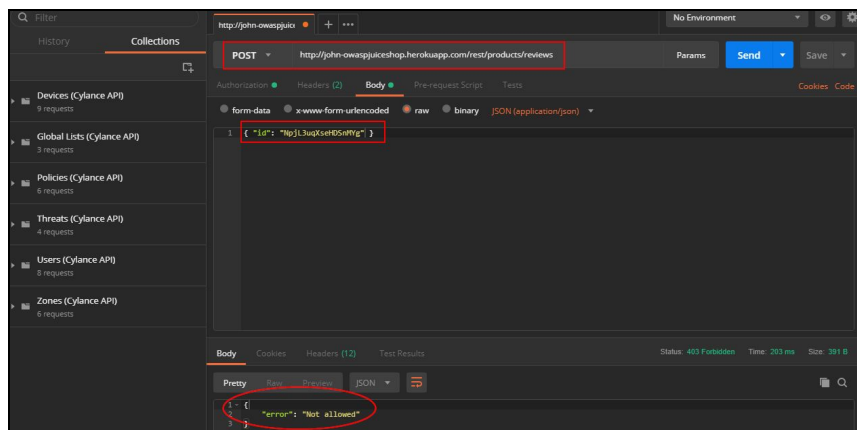 Filter
History Collections
Devices (Cylance API)
9 requests
Global Lists (Cylance API)
3 requests
Policies (Cylance API)
6 requests
Threats (Cylance API)
4 requests
Users (Cylance API)
8 requests
Zones (Cylance API)
6 requests
http://john-owaspjuice + •••
No Environment
POST http://john-owaspjuiceshop.herokuapp.com/rest/products/reviews Params Send Save
Authorization Headers (2) Body Pre-request Script Tests Cookies Code
form-data x-www-form-urlencoded raw binary JSON (application/json)
1 { "id": "NpjL3uqXseHDSnMYg" }
Body Cookies Headers (12) Test Results Status: 403 Forbidden Time: 203 ms Size: 391 B
Pretty Raw Preview JSON
1 {
2 "error": "Not allowed"
3 }